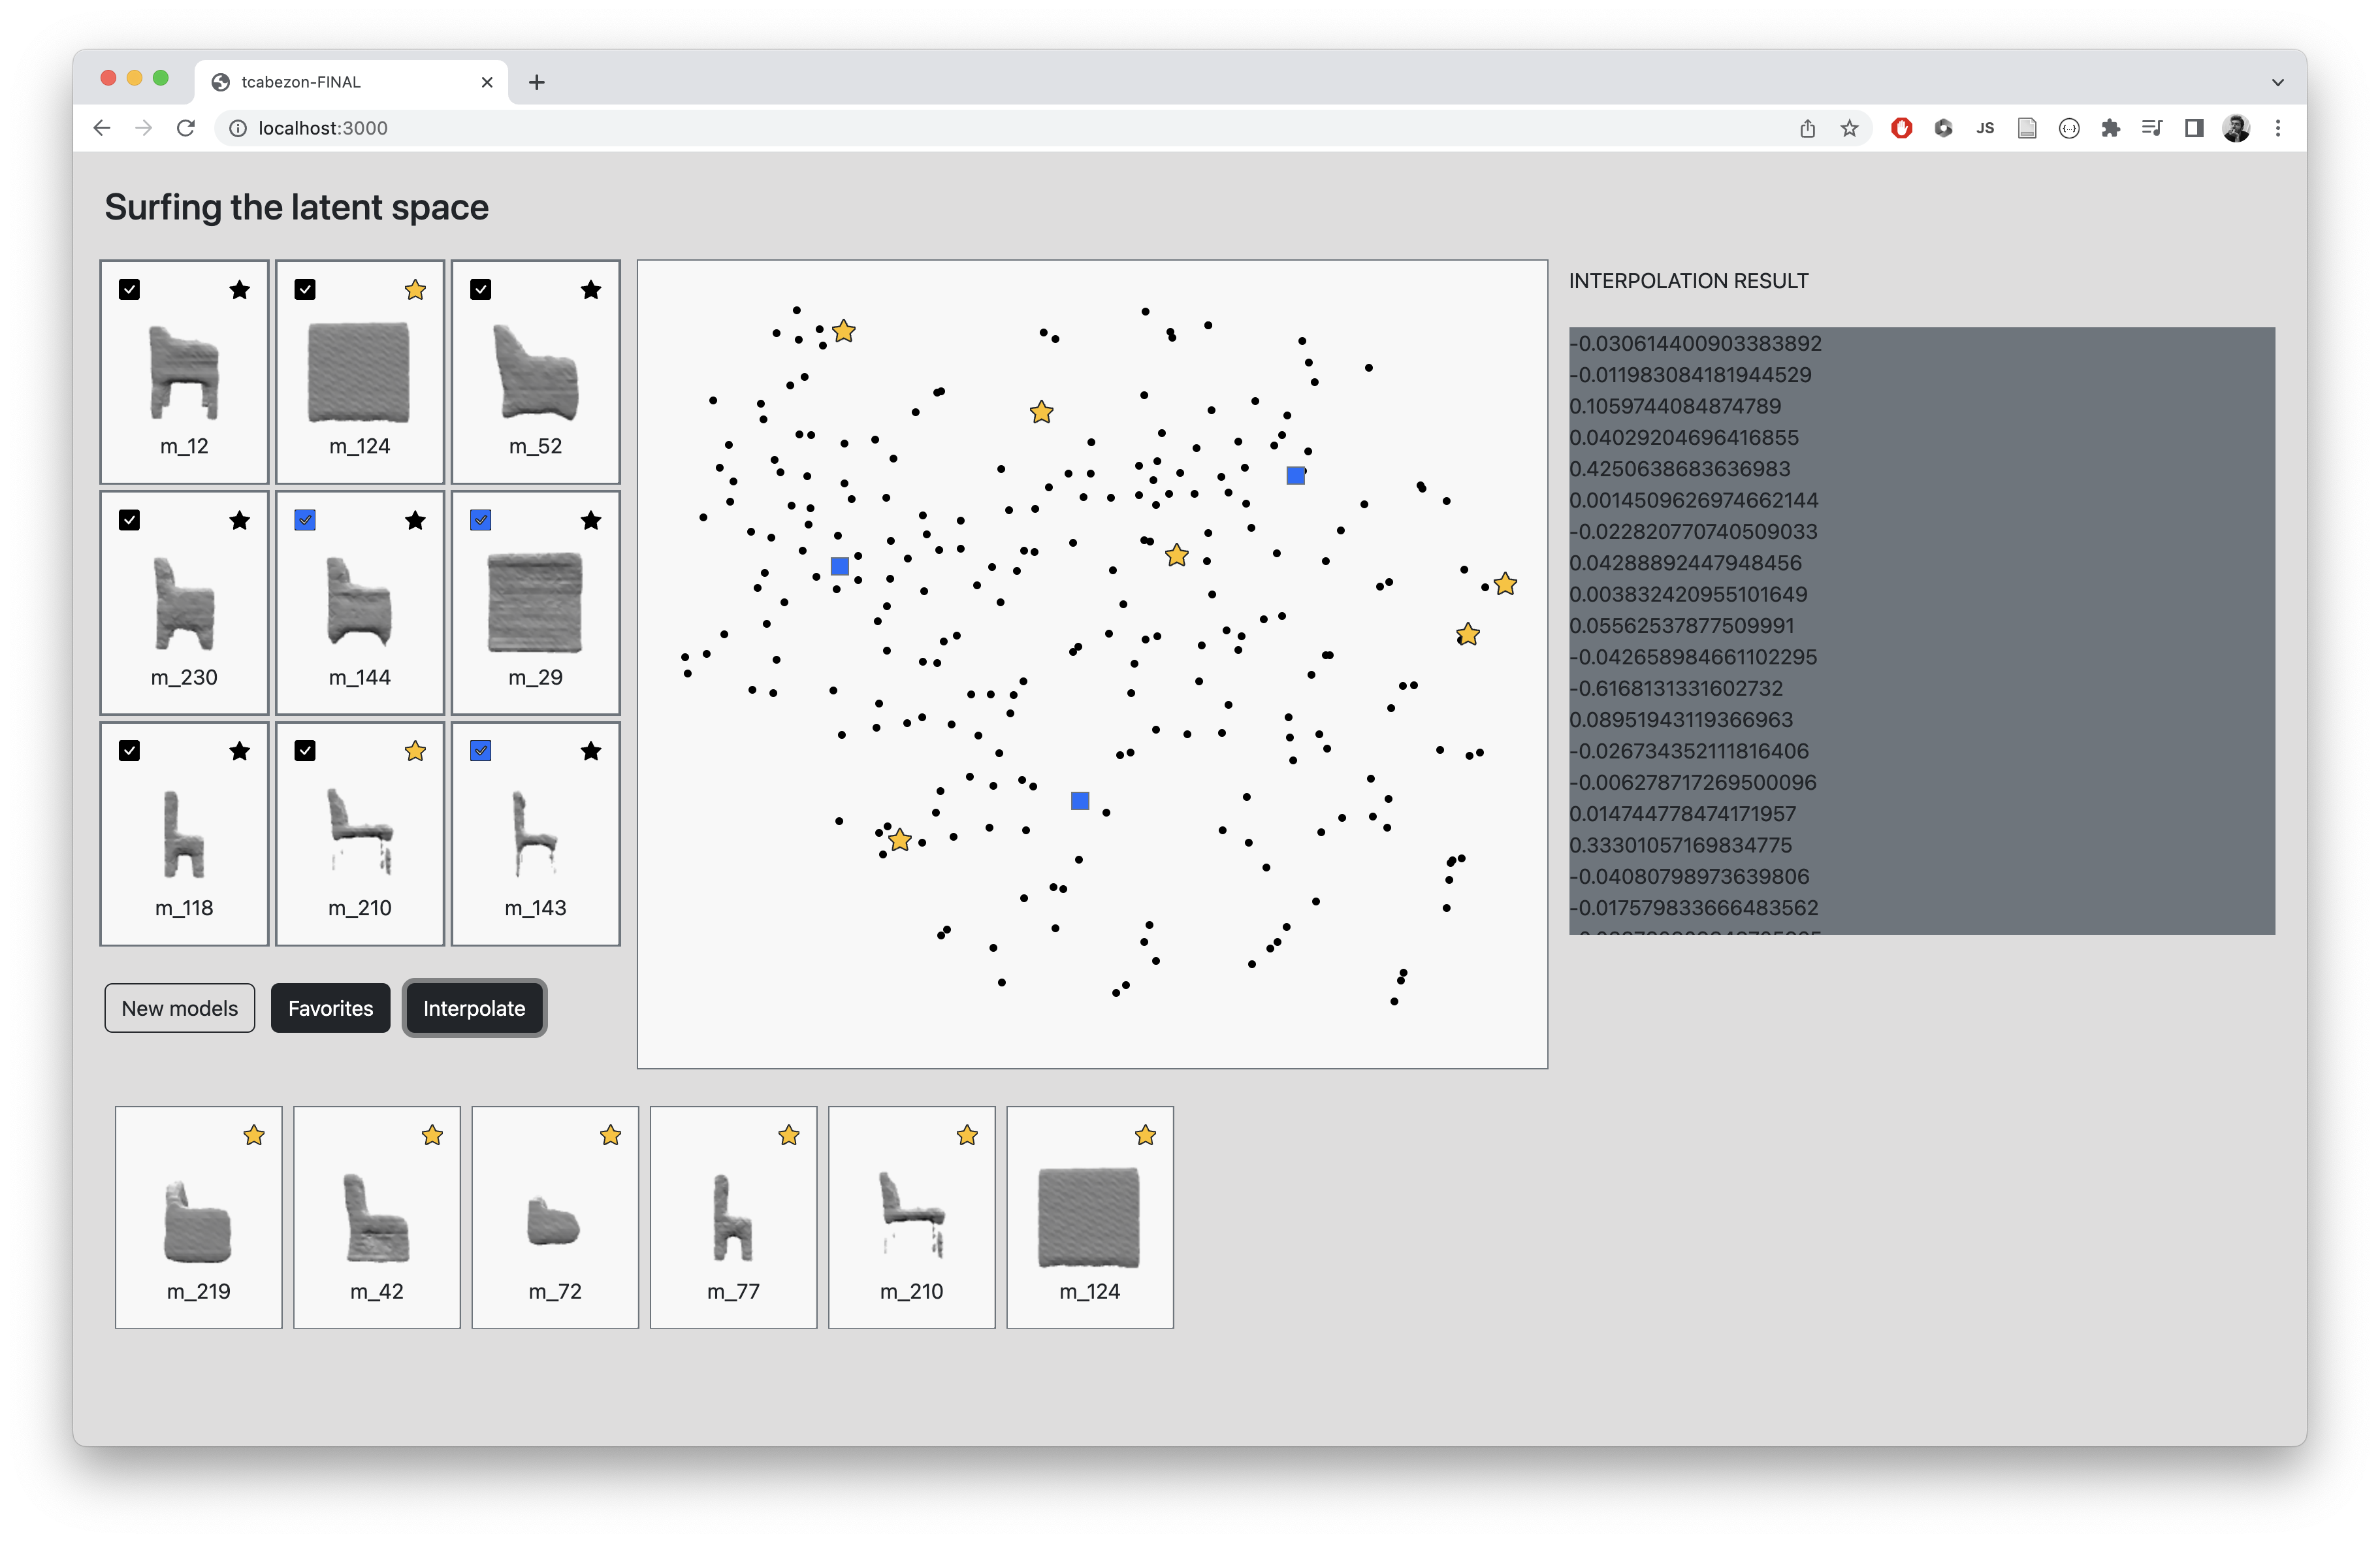 tcabezon-FINAL
localhost:3000
JS
Surfing the latent space
m_12
m_124
m_52
m_230
m_144
m_29
m_118
m_210
m_143
New models
Favorites
Interpolate
INTERPOLATION RESULT
-0.030614400903383892
-0.011983084181944529
0.1059744084874789
0.04029204696416855
0.4250638683636983
0.0014509626974662144
-0.022820770740509033
0.04288892447948456
0.003832420955101649
0.05562537877509991
-0.042658984661102295
-0.6168131331602732
0.08951943119366963
-0.026734352111816406
-0.006278717269500096
0.014744778474171957
0.33301057169834775
-0.04080798973639806
-0.017579833666483562
m_219
m_42
m_72
m_77
m_210
m_124